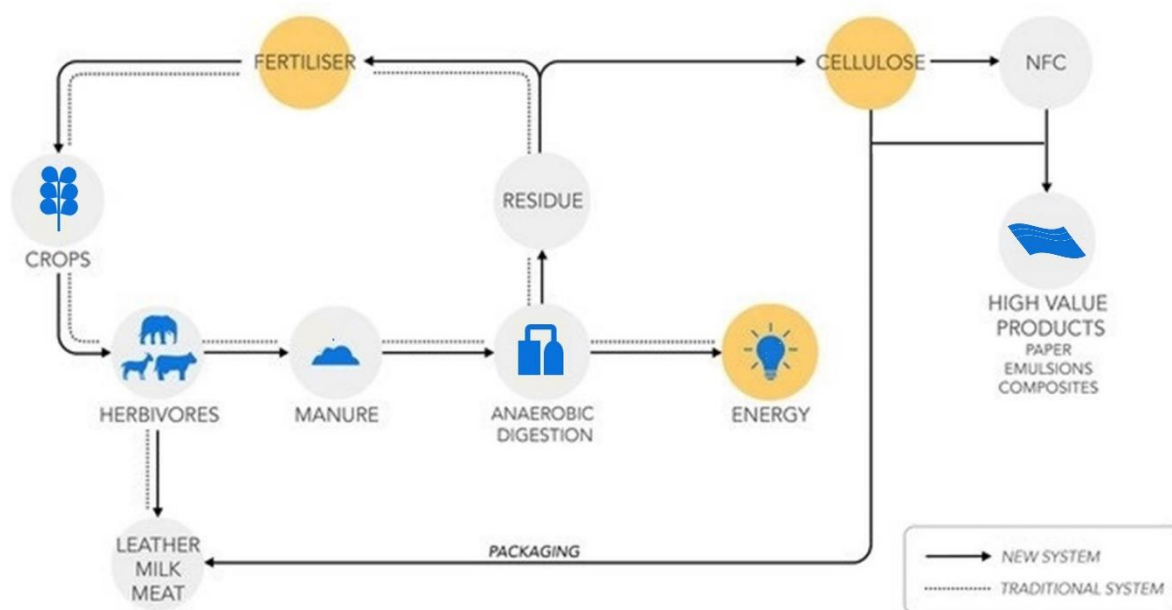 FERTILISER
CELLULOSE
NFC
RESIDUE
CROPS
HIGH VALUE
PRODUCTS
PAPER
EMULSIONS
COMPOSITES
HERBIVORES
MANURE
ANAEROBIC
DIGESTION
ENERGY
LEATHER
MILK
MEAT
PACKAGING
NEW SYSTEM
TRADITIONAL SYSTEM